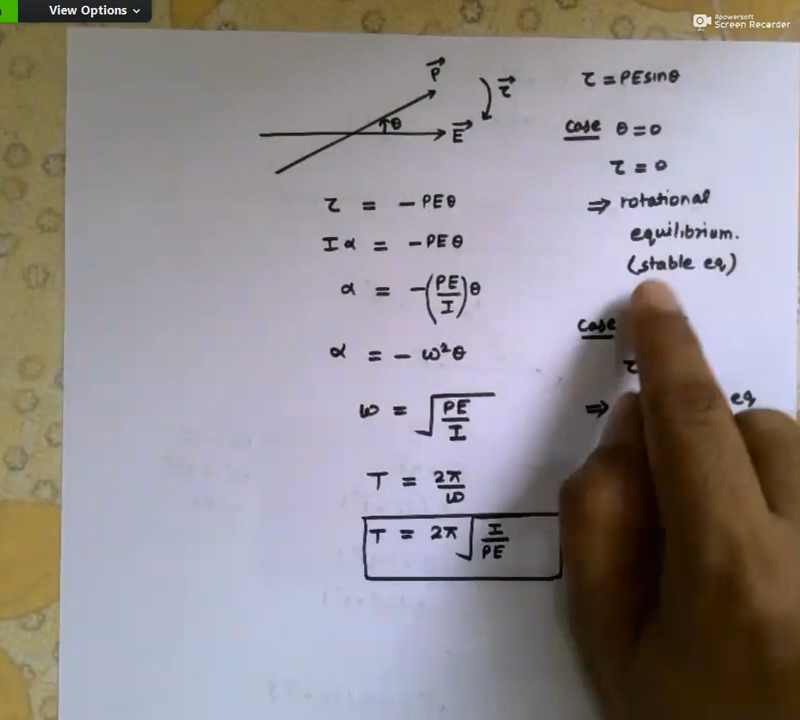 View Options
Apowersoft
Screen Recorder
P
τ
θ
E
τ = PEsinθ
Case θ = 0
τ = 0
⇒ rotational
equilibrium.
(stable eq)
Case
τ
⇒ eq
τ = - PEθ
Iα = - PEθ
α = -(PE/I)θ
α = - ω²θ
ω = √(PE/I)
T = 2π/ω
T = 2π √(I/PE)